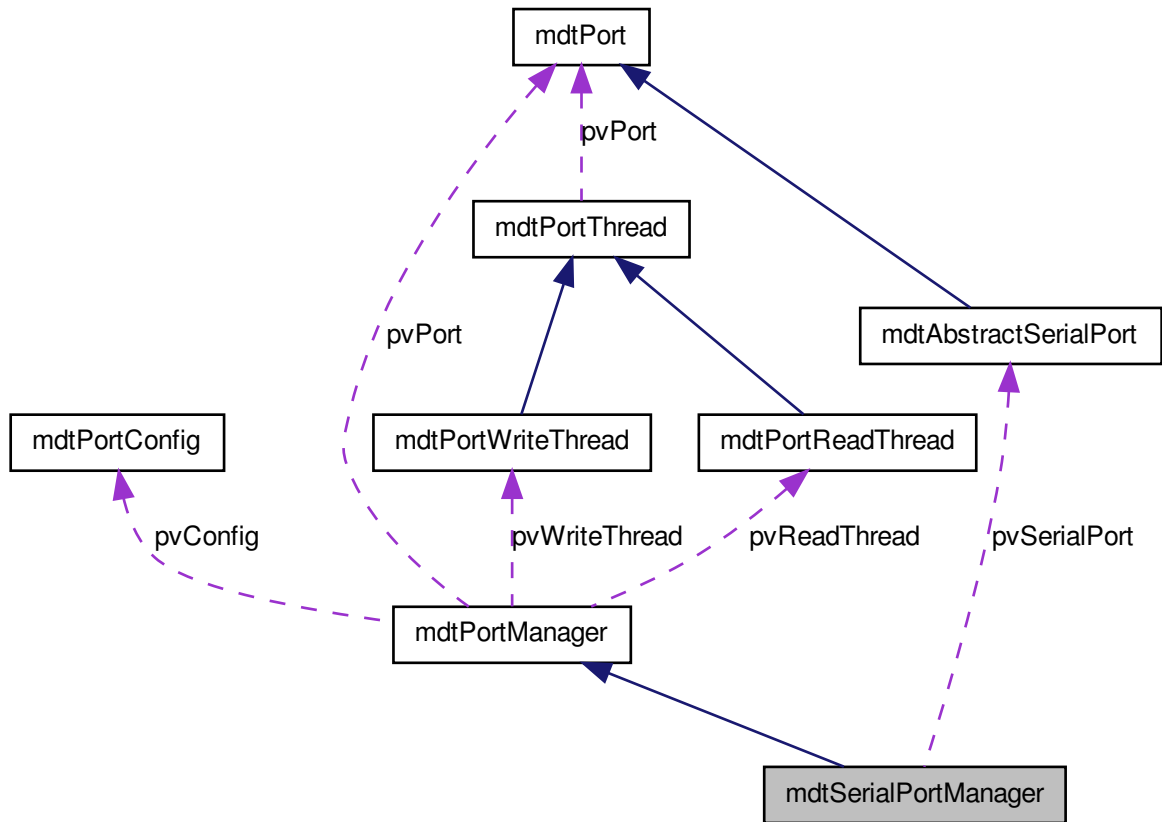 mdtPort
pvPort
mdtPortThread
pvPort
mdtAbstractSerialPort
mdtPortConfig
mdtPortWriteThread
mdtPortReadThread
pvConfig
pvWriteThread
pvReadThread
pvSerialPort
mdtPortManager
mdtSerialPortManager